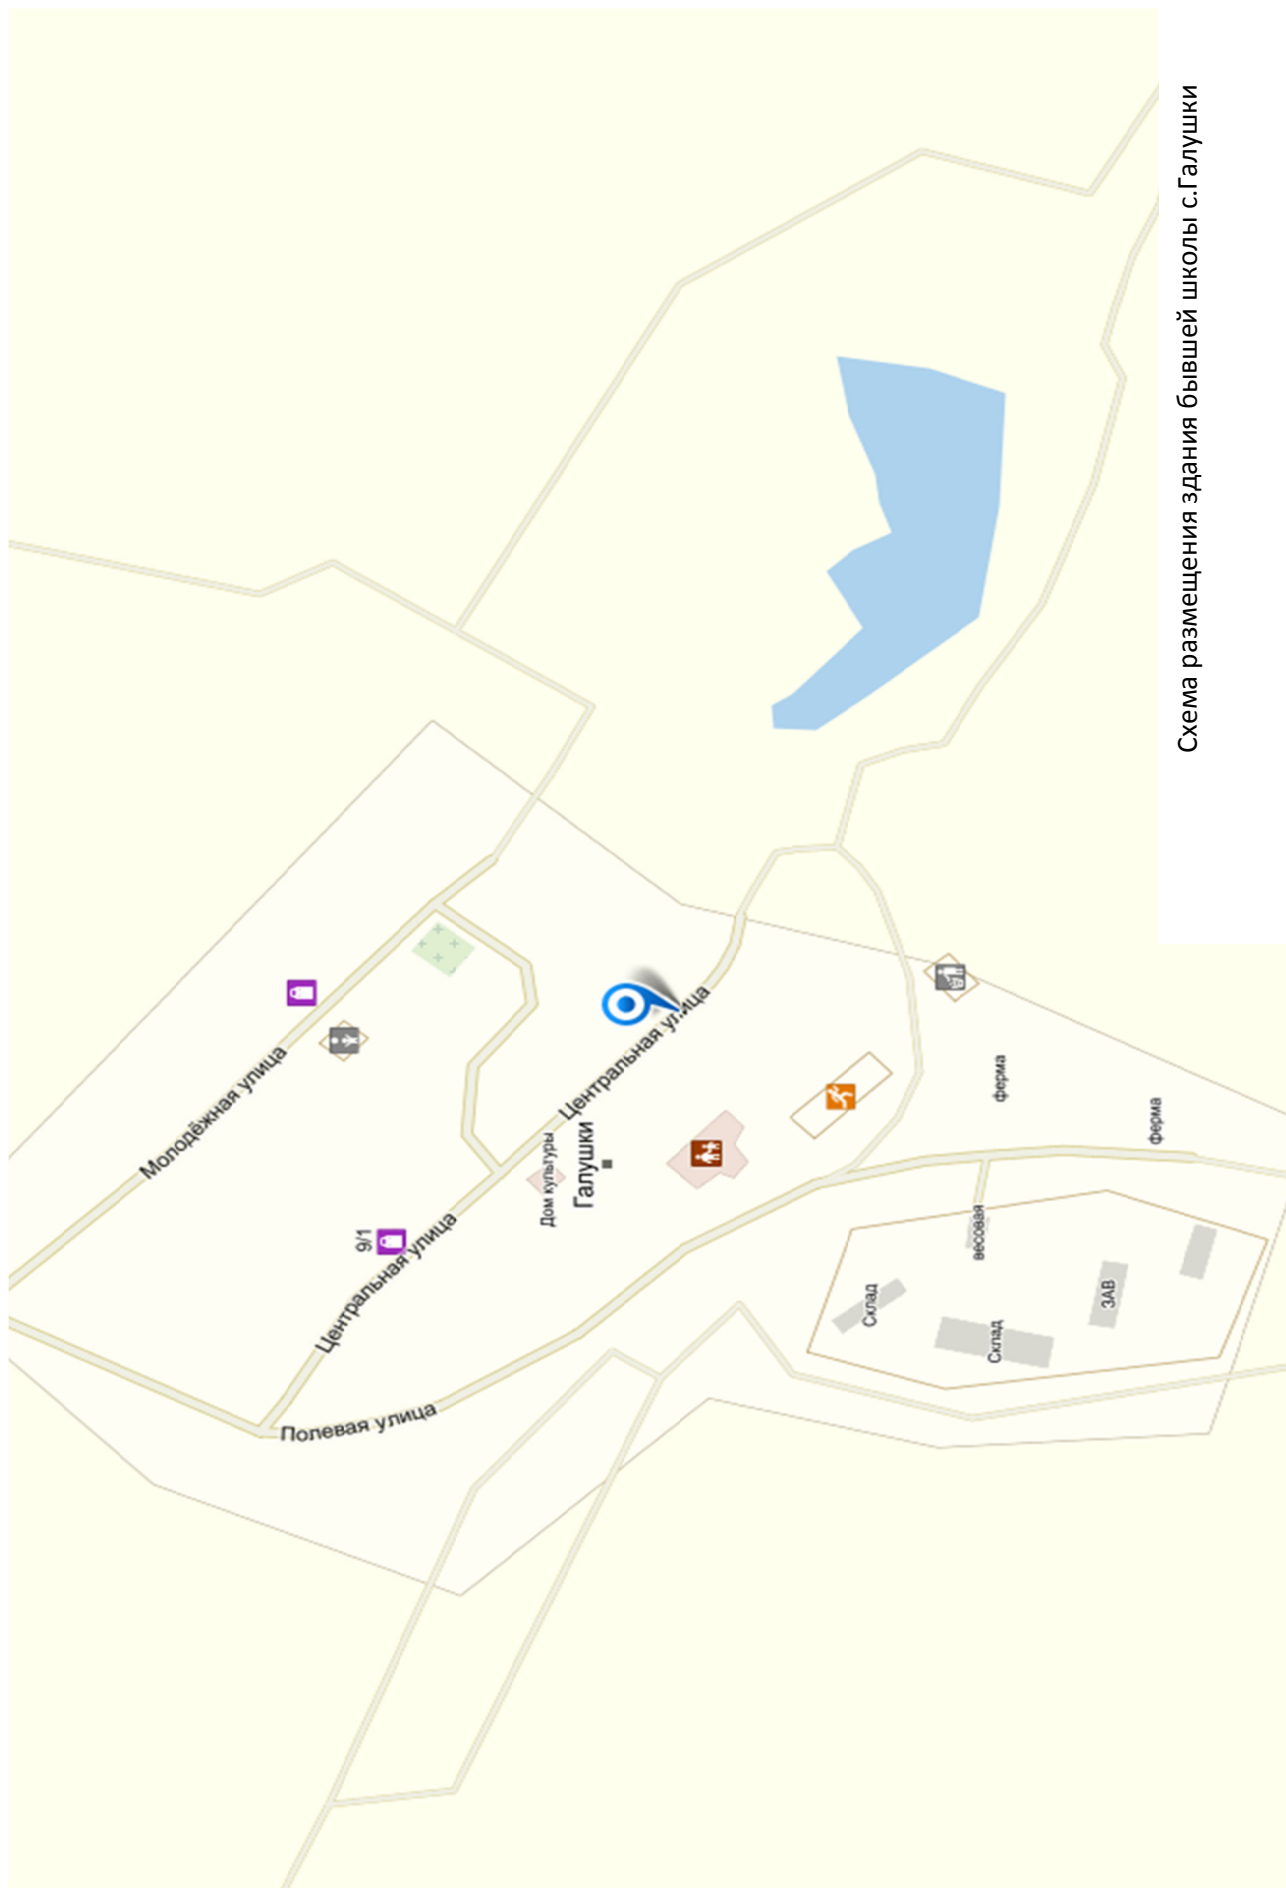 Схема размещения здания бывшей школы с.Галушки
Молодёжная улица
9/1
Центральная улица
Полевая улица
Дом культуры
Галушки
Центральная улица
ферма
ферма
весовая
Склад
Склад
ЗАВ